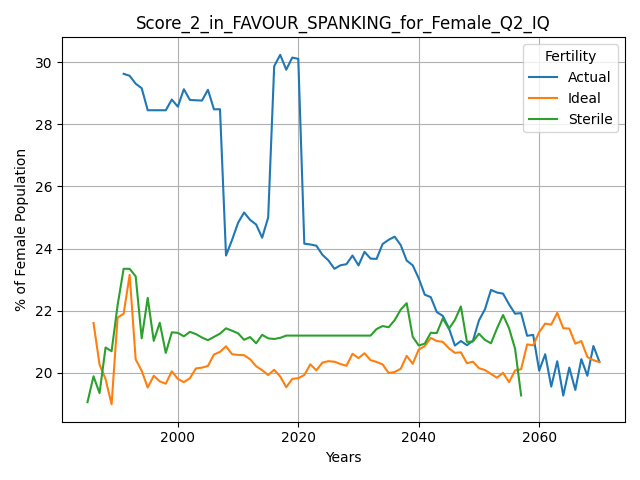 Score_2_in_FAVOUR_SPANKING_for_Female_Q2_IQ
Fertility
Actual
Ideal
Sterile
% of Female Population
30
28
26
24
22
20
2000
2020
2040
2060
Years